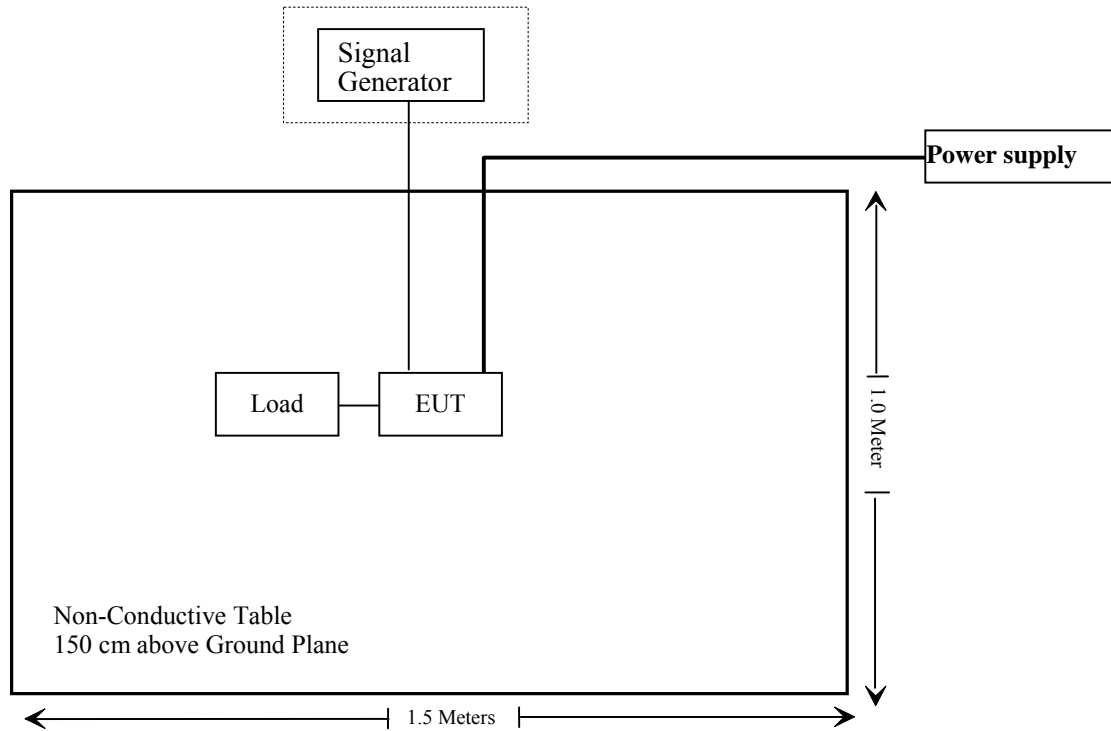 Signal
Generator
Power supply
Load
EUT
1.0 Meter
Non-Conductive Table
150 cm above Ground Plane
1.5 Meters